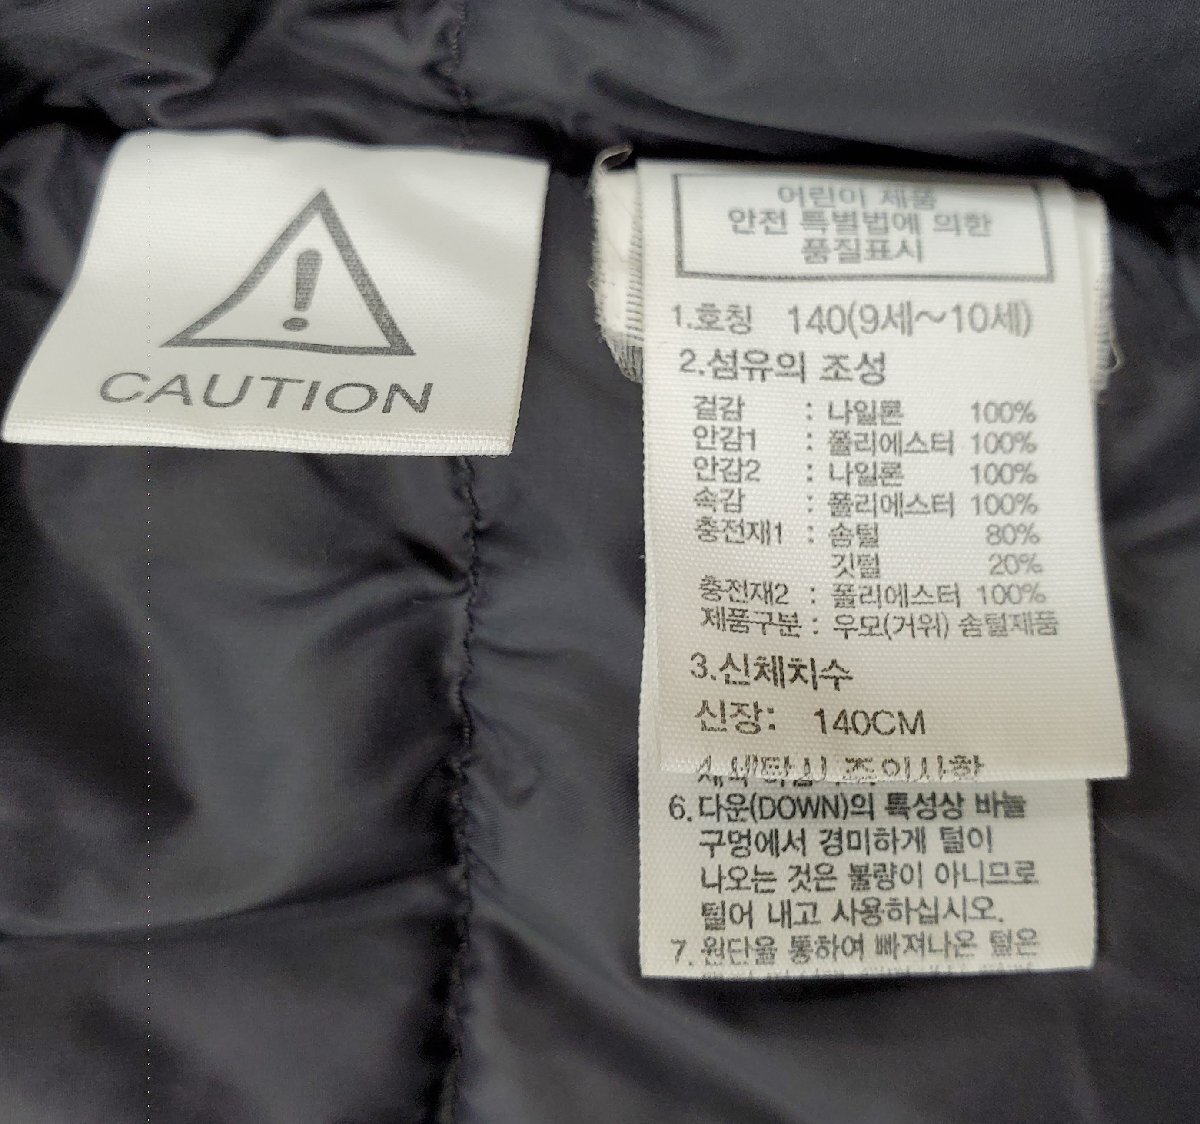 CAUTION
어린이 제품
안전 특별법에 의한
품질표시
1.호칭 140(9세~10세)
2.섬유의 조성
겉감 : 나일론 100%
안감1 : 폴리에스터 100%
안감2 : 나일론 100%
속감 : 폴리에스터 100%
충전재1 : 솜털 80%
깃털 20%
충전재2 : 폴리에스터 100%
제품구분 : 우모(거위) 솜털제품
3.신체치수
신장: 140CM
6.다운(DOWN)의 특성상 바늘
구멍에서 경미하게 털이
나오는 것은 불량이 아니므로
털어 내고 사용하십시오.
7.원단을 통하여 빠져나온 털은